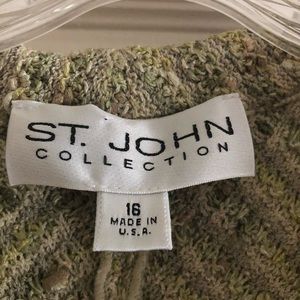 ST. JOHN
COLLECTION
16
MADE IN
U.S.A.